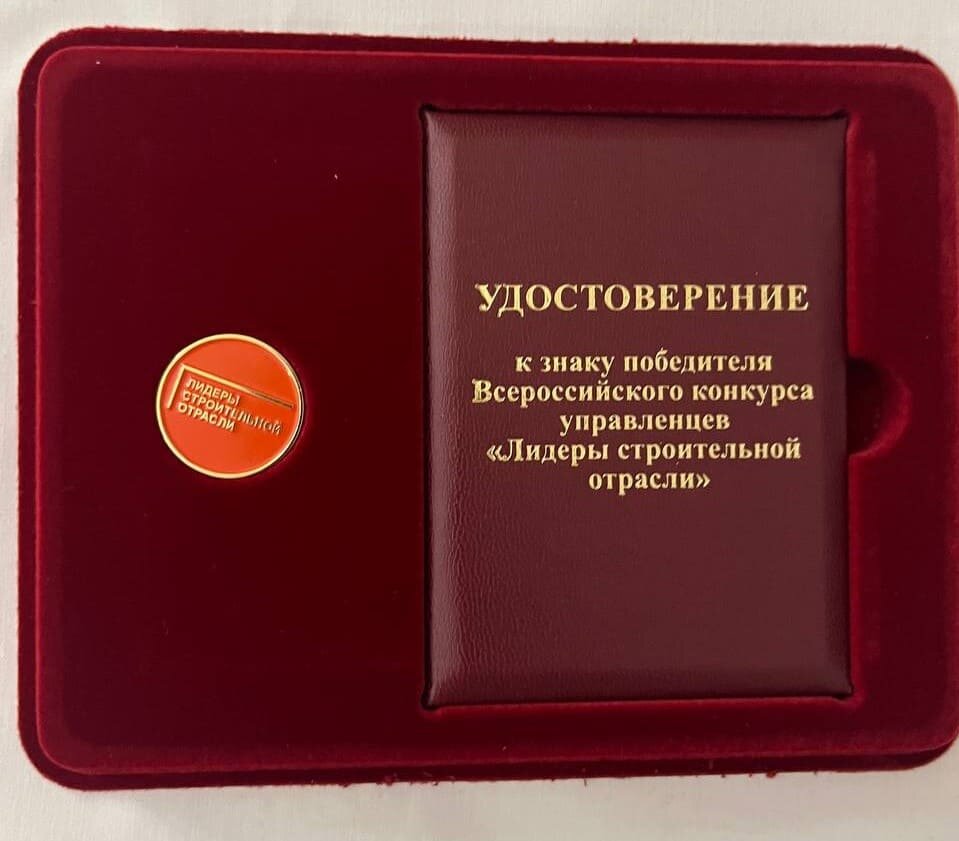 ЛИДЕРЫ
СТРОИТЕЛЬНОЙ
ОТРАСЛИ
УДОСТОВЕРЕНИЕ
к знаку победителя
Всероссийского конкурса
управленцев
«Лидеры строительной
отрасли»